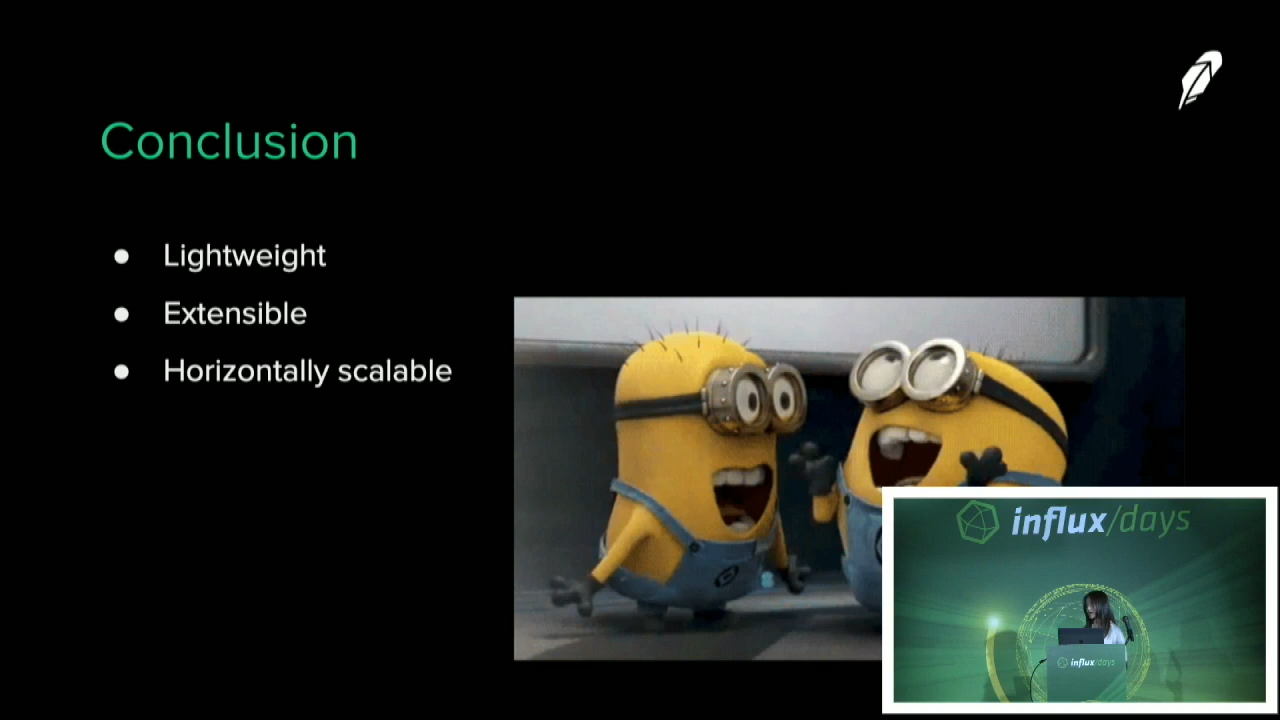 Conclusion
● Lightweight
● Extensible
● Horizontally scalable
influx/days
influx/days